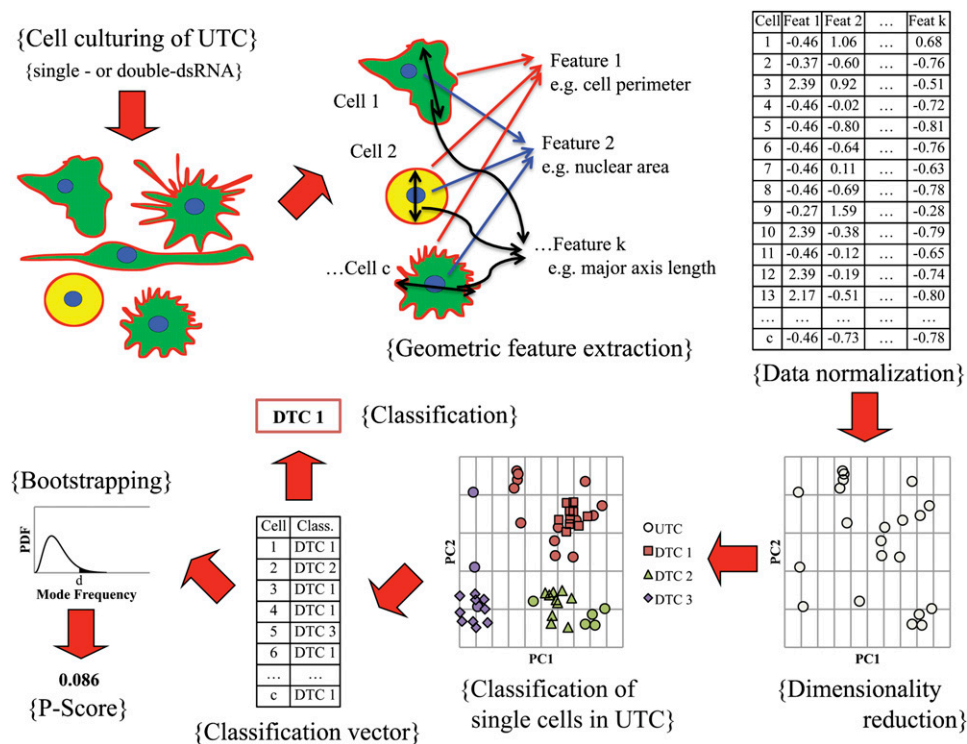 {Cell culturing of UTC}
{single - or double-dsRNA}
Cell 1
Cell 2
…Cell c
Feature 1
e.g. cell perimeter
Feature 2
e.g. nuclear area
…Feature k
e.g. major axis length
{Geometric feature extraction}
Cell Feat 1 Feat 2 … Feat k
1 -0.46 1.06 … 0.68
2 -0.37 -0.60 … -0.76
3 2.39 0.92 … -0.51
4 -0.46 -0.02 … -0.72
5 -0.46 -0.80 … -0.81
6 -0.46 -0.64 … -0.76
7 -0.46 0.11 … -0.63
8 -0.46 -0.69 … -0.78
9 -0.27 1.59 … -0.28
10 2.39 -0.38 … -0.79
11 -0.46 -0.12 … -0.65
12 2.39 -0.19 … -0.74
13 2.17 -0.51 … -0.80
… … … … …
c -0.46 -0.73 … -0.78
{Data normalization}
PC2
PC1
{Dimensionality
reduction}
UTC
DTC 1
DTC 2
DTC 3
PC2
PC1
{Classification of
single cells in UTC}
Cell Class.
1 DTC 1
2 DTC 2
3 DTC 1
4 DTC 1
5 DTC 3
6 DTC 1
… …
c DTC 1
{Classification vector}
DTC 1
{Classification}
{Bootstrapping}
PDF
d
Mode Frequency
0.086
{P-Score}